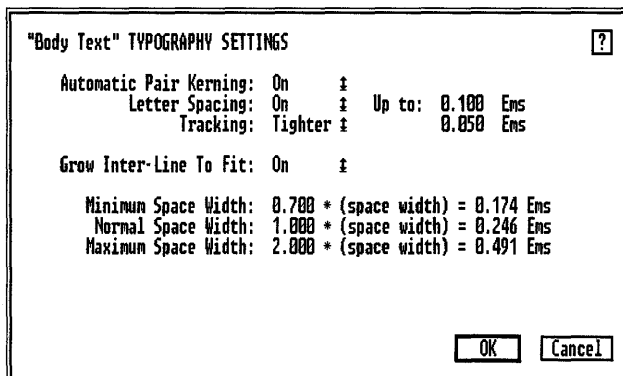 "Body Text" TYPOGRAPHY SETTINGS ?
Automatic Pair Kerning: On ↕
Letter Spacing: On ↕ Up to: 0.100 Ems
Tracking: Tighter ↕ 0.050 Ems
Grow Inter-Line To Fit: On ↕
Minimum Space Width: 0.700 * (space width) = 0.174 Ems
Normal Space Width: 1.000 * (space width) = 0.246 Ems
Maximum Space Width: 2.000 * (space width) = 0.491 Ems
OK Cancel